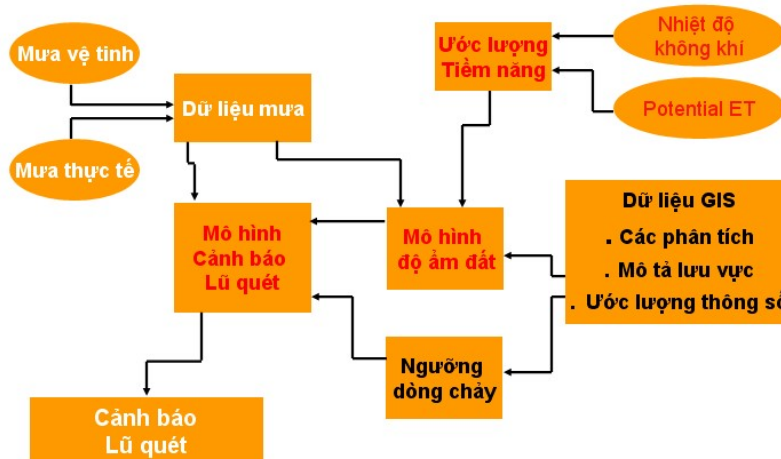 Mưa vệ tinh
Mưa thực tế
Dữ liệu mưa
Ước lượng
Tiềm năng
Nhiệt độ
không khí
Potential ET
Mô hình
Cảnh báo
Lũ quét
Mô hình
độ ẩm đất
Dữ liệu GIS
. Các phân tích
. Mô tả lưu vực
. Ước lượng thông số
Ngưỡng
dòng chảy
Cảnh báo
Lũ quét